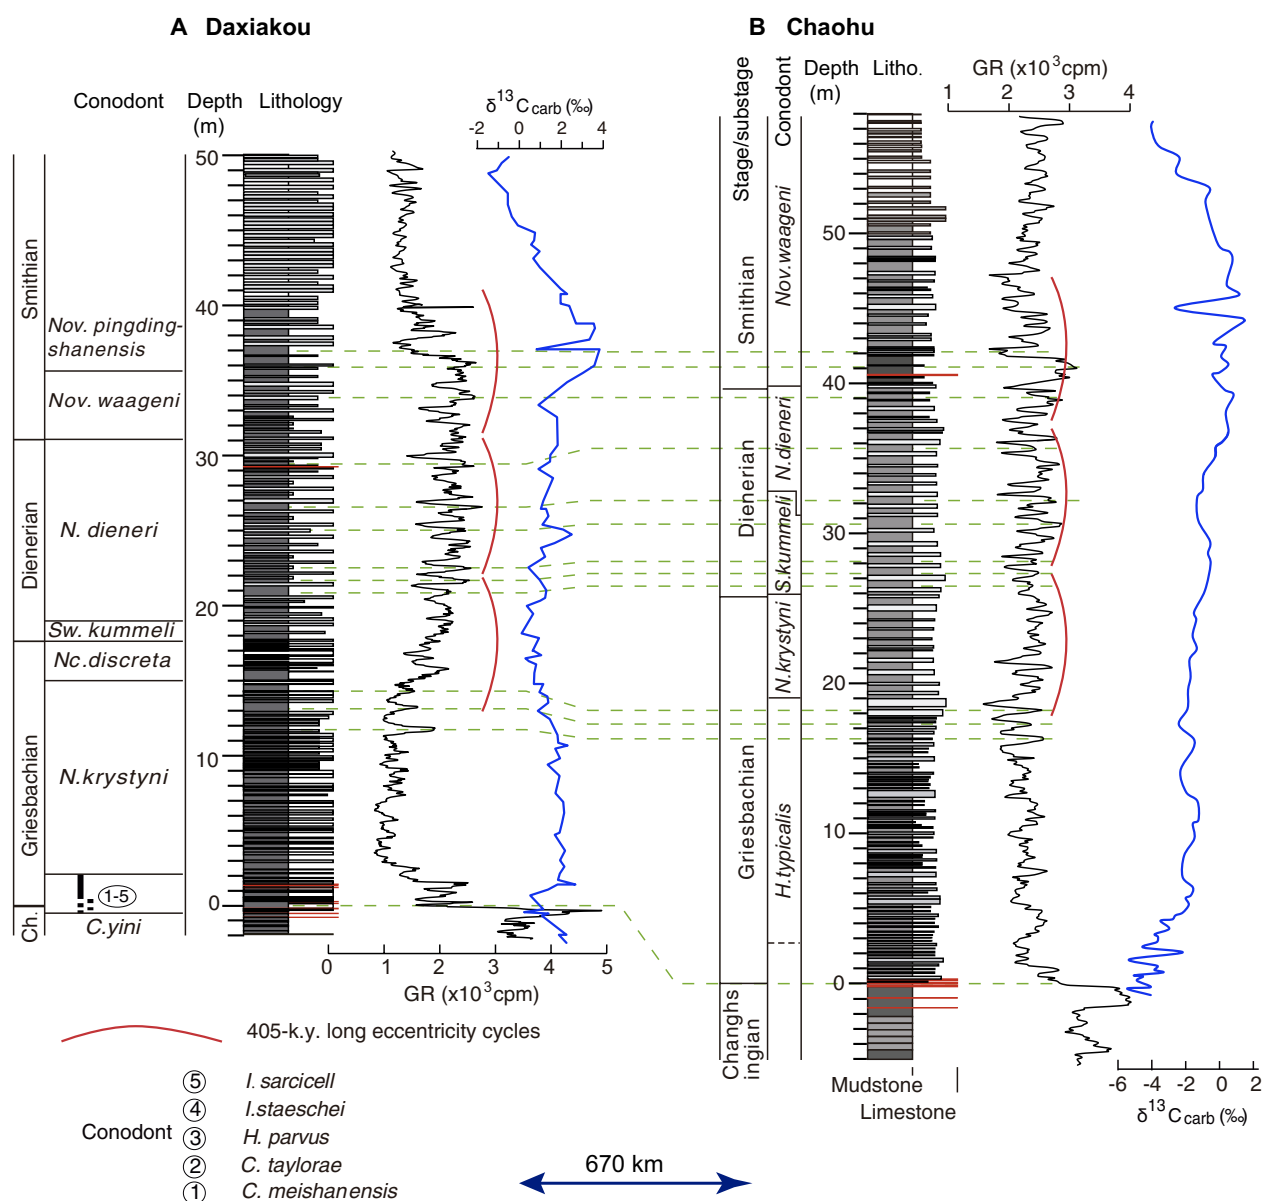 A Daxiakou
B Chaohu
Conodont
Depth
(m)
Lithology
δ13Ccarb (‰)
-2 0 2 4
Stage/substage
Conodont
Depth
(m)
Litho.
GR (x10³cpm)
1 2 3 4
50
40
30
20
10
0
Smithian
Dienerian
Griesbachian
Ch.
Nov. pingding-
shanensis
Nov. waageni
N. dieneri
Sw. kummeli
Nc.discreta
N.krystyni
1-5
C.yini
0 1 2 3 4 5
GR (x10³cpm)
Smithian
Dienerian
Griesbachian
Changhs
ingian
Nov.waageni
N.dieneri
S.kummeli
N.krystyni
H.typicalis
50
40
30
20
10
0
Mudstone
Limestone
-6 -4 -2 0 2
δ13Ccarb (‰)
405-k.y. long eccentricity cycles
Conodont
5 I. sarcicell
4 I.staeschei
3 H. parvus
2 C. taylorae
1 C. meishanensis
670 km